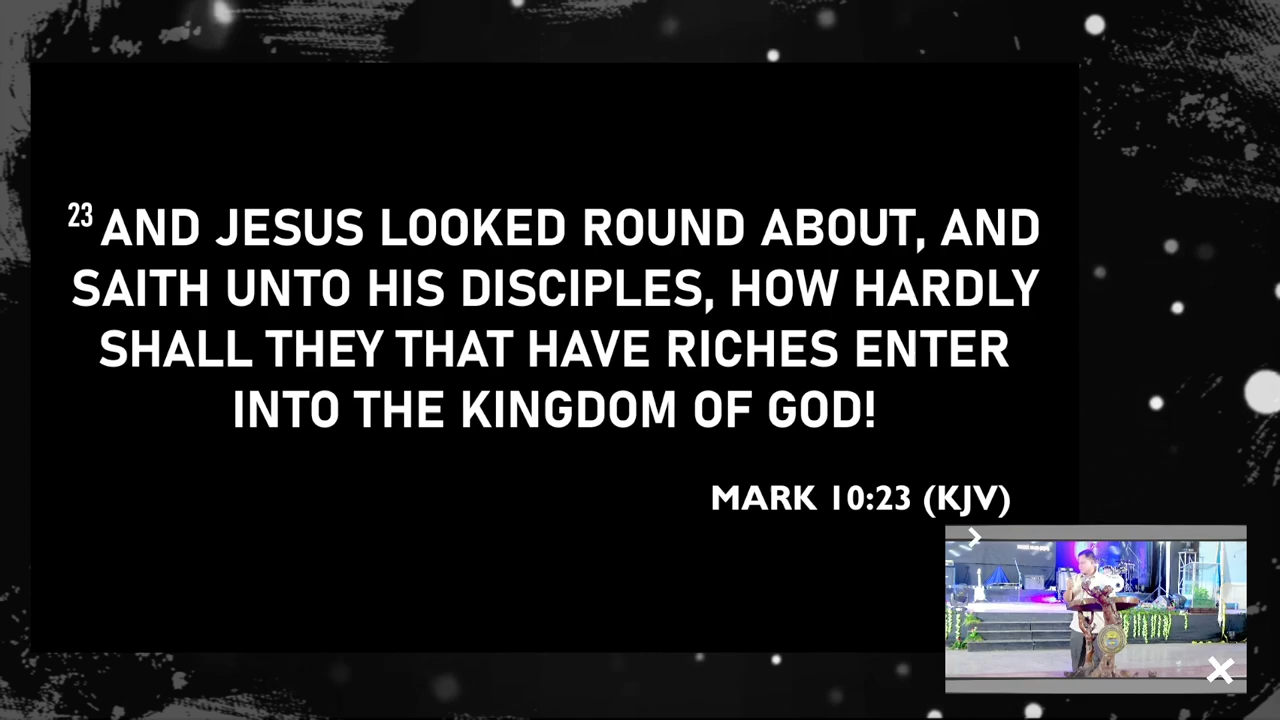 23 AND JESUS LOOKED ROUND ABOUT, AND
SAITH UNTO HIS DISCIPLES, HOW HARDLY
SHALL THEY THAT HAVE RICHES ENTER
INTO THE KINGDOM OF GOD!
MARK 10:23 (KJV)